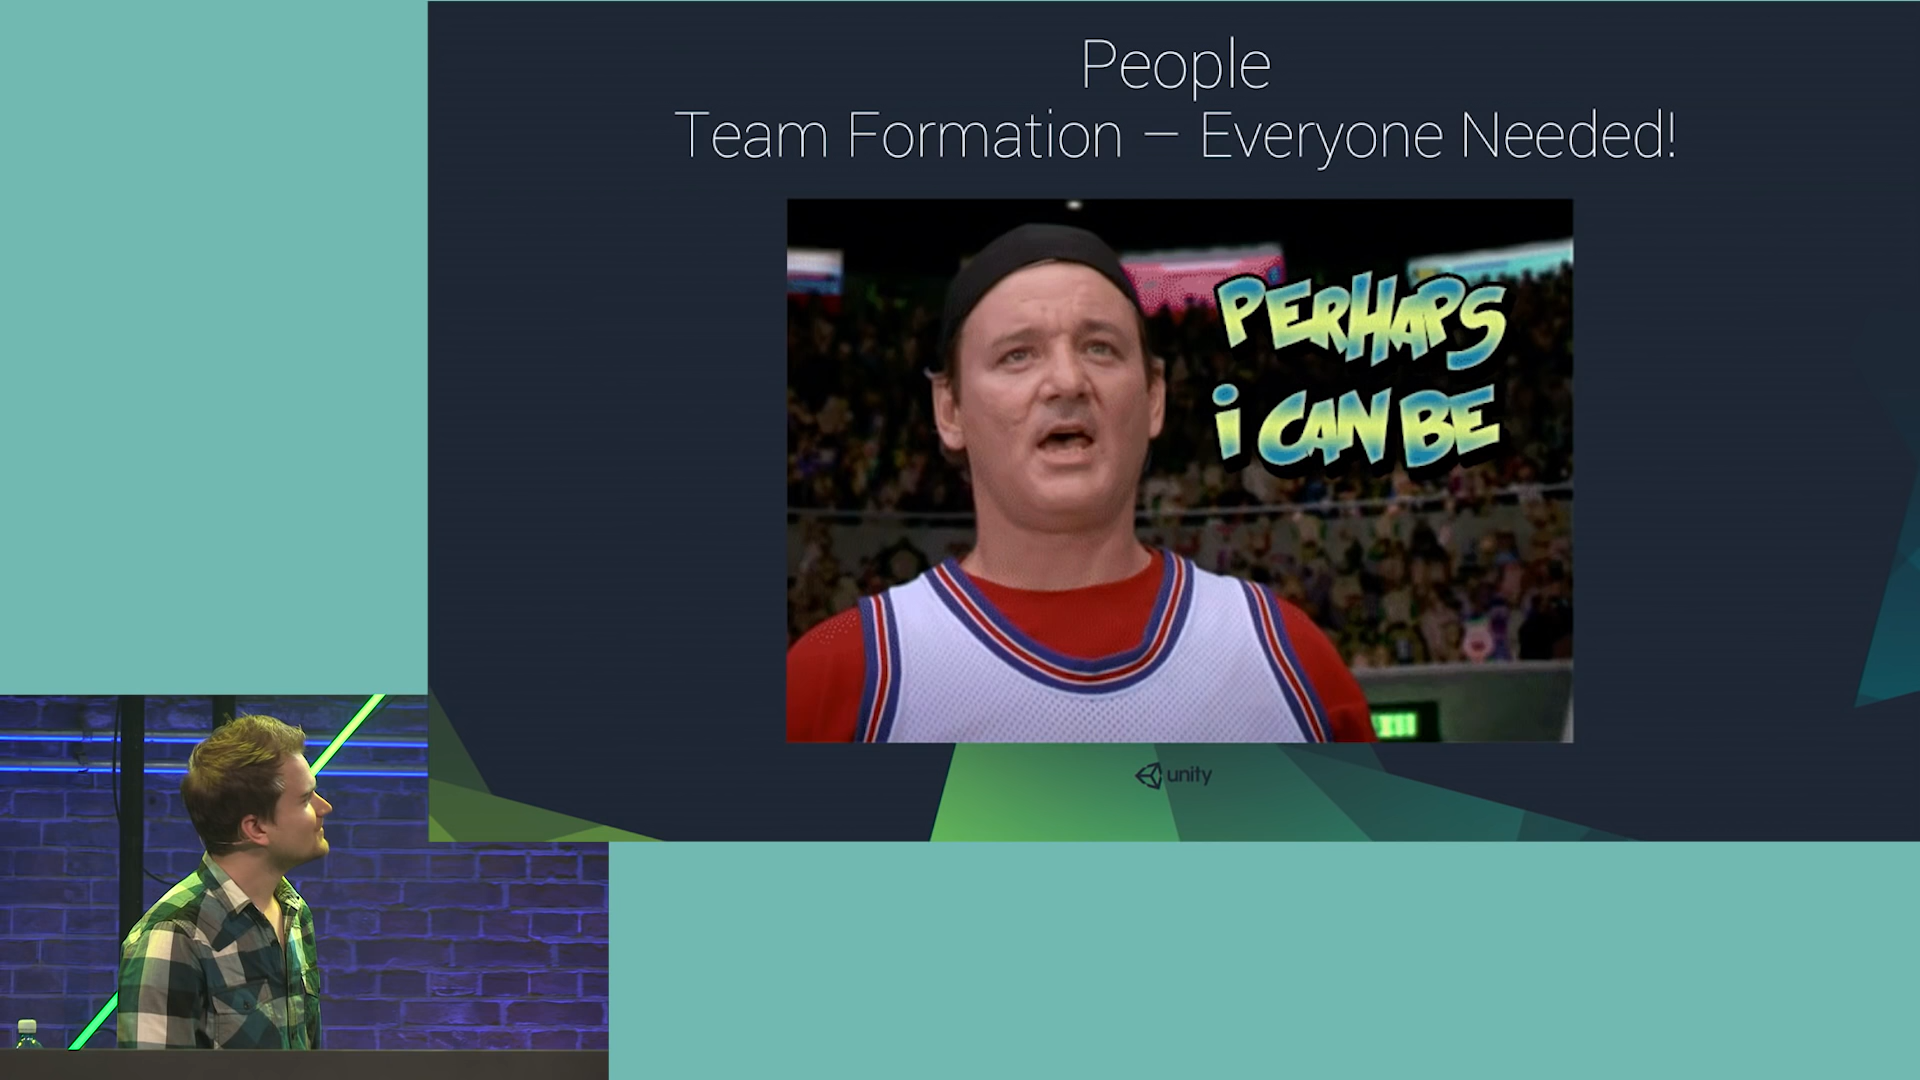 People
Team Formation – Everyone Needed!
PERHAPS
i CAN BE
unity